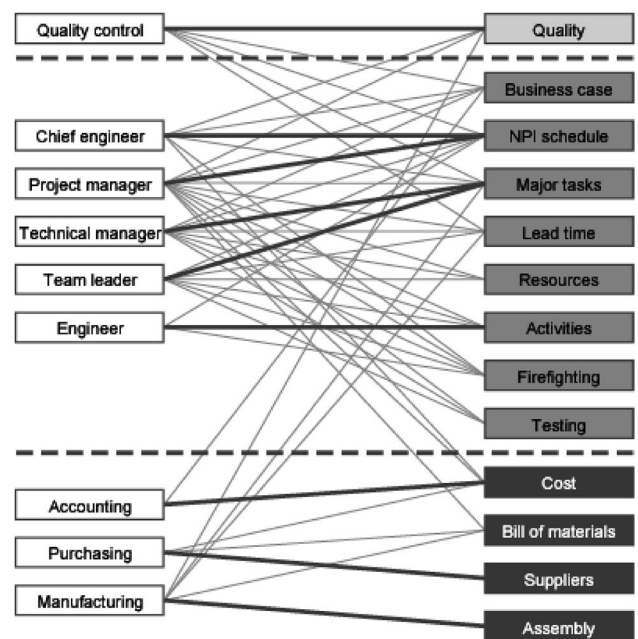 Quality control
Quality
Business case
Chief engineer
NPI schedule
Project manager
Major tasks
Technical manager
Lead time
Team leader
Resources
Engineer
Activities
Firefighting
Testing
Cost
Accounting
Bill of materials
Purchasing
Suppliers
Manufacturing
Assembly